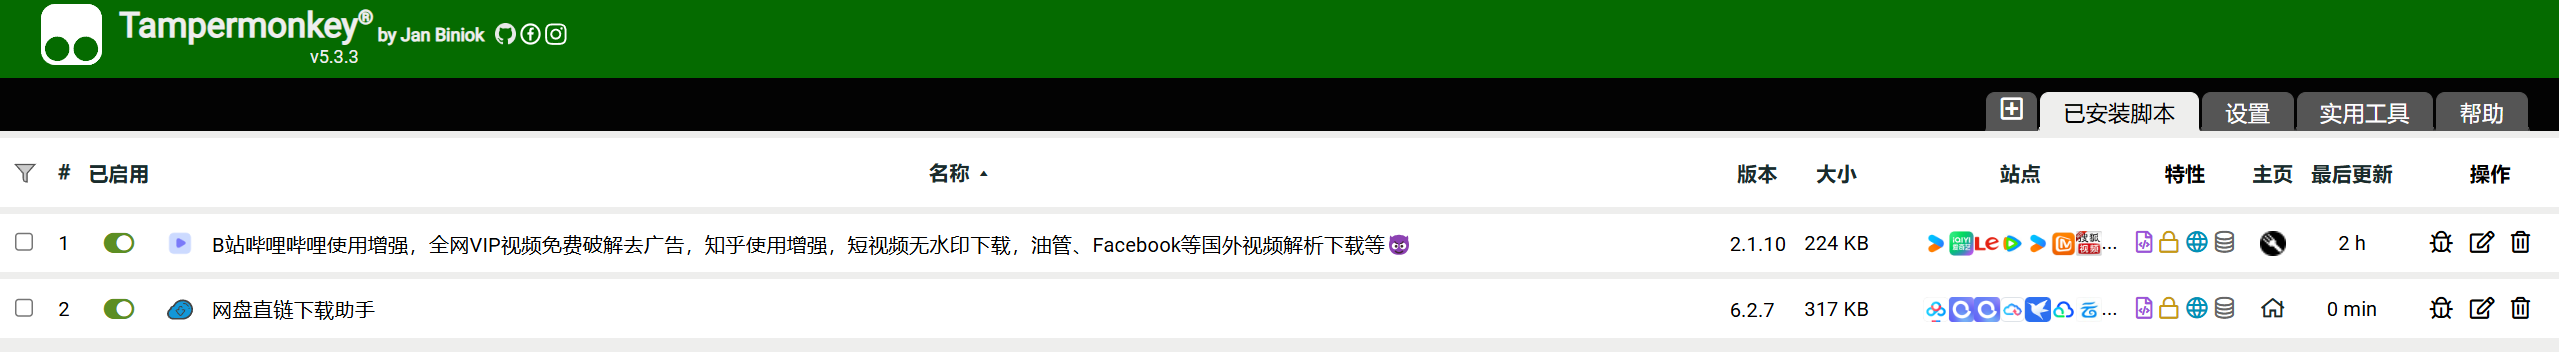 Tampermonkey® by Jan Biniok
v5.3.3
已安装脚本 设置 实用工具 帮助
# 已启用 名称 版本 大小 站点 特性 主页 最后更新 操作
1 B站哔哩哔哩使用增强，全网VIP视频免费破解去广告，知乎使用增强，短视频无水印下载，油管、Facebook等国外视频解析下载等😈 2.1.10 224 KB ... 2 h
2 网盘直链下载助手 6.2.7 317 KB ... 0 min